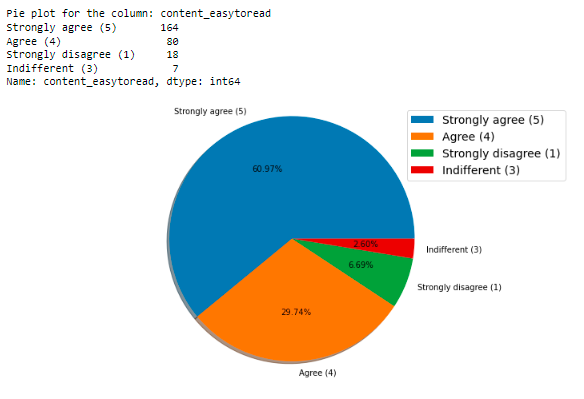 Pie plot for the column: content_easytoread
Strongly agree (5) 164
Agree (4) 80
Strongly disagree (1) 18
Indifferent (3) 7
Name: content_easytoread, dtype: int64
Strongly agree (5)
Strongly agree (5)
Agree (4)
Strongly disagree (1)
Indifferent (3)
60.97%
2.60%
Indifferent (3)
6.69%
Strongly disagree (1)
29.74%
Agree (4)